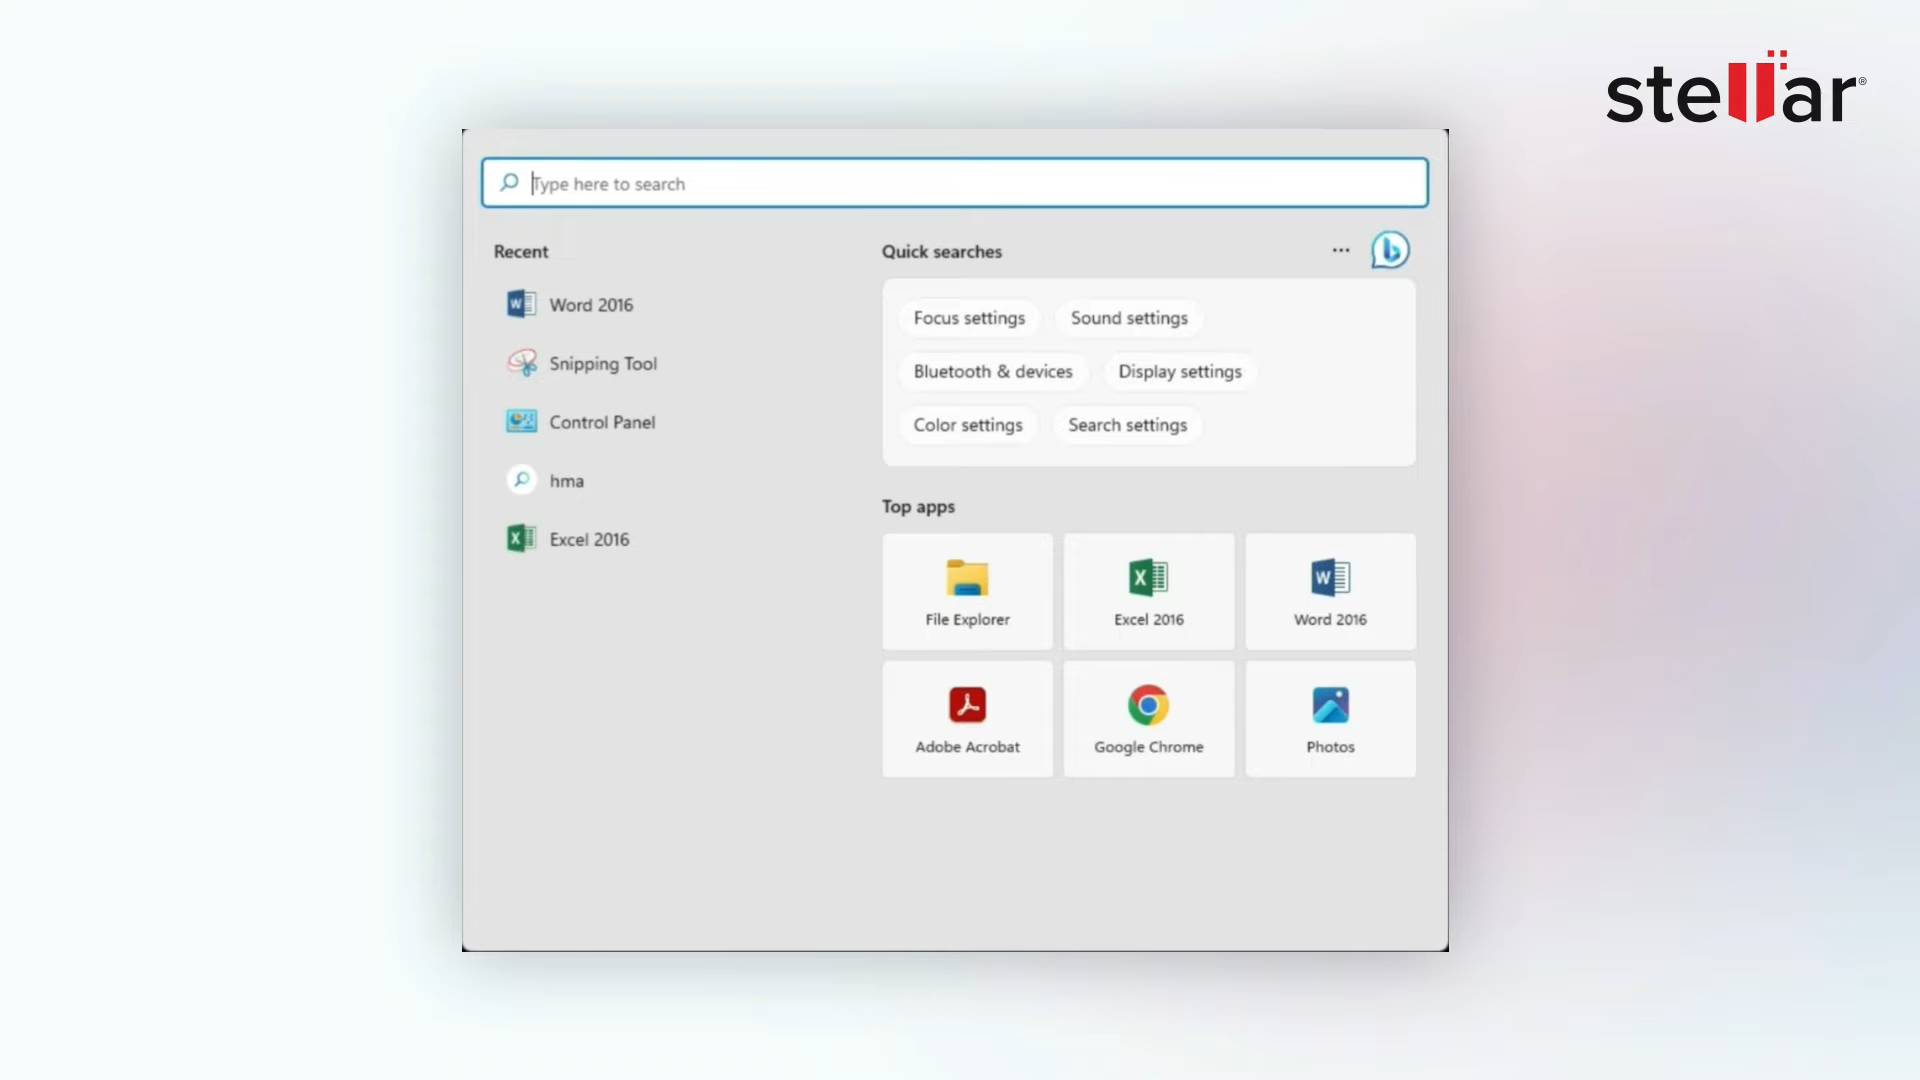 stellar®
Type here to search
Recent
Word 2016
Snipping Tool
Control Panel
hma
Excel 2016
Quick searches
Focus settings
Sound settings
Bluetooth & devices
Display settings
Color settings
Search settings
Top apps
File Explorer
Excel 2016
Word 2016
Adobe Acrobat
Google Chrome
Photos